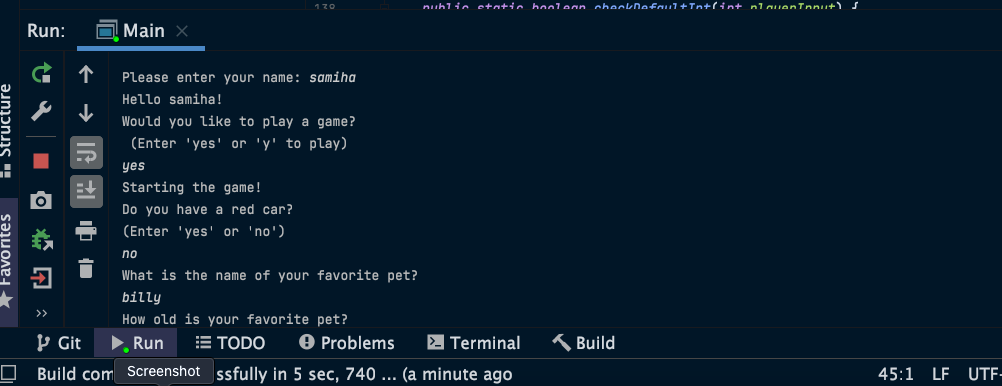 138 public static boolean checkDefaultInt(int playerInput) {
Run: Main
Structure
Favorites
Please enter your name: samiha
Hello samiha!
Would you like to play a game?
(Enter 'yes' or 'y' to play)
yes
Starting the game!
Do you have a red car?
(Enter 'yes' or 'no')
no
What is the name of your favorite pet?
billy
How old is your favorite pet?
Git Run TODO Problems Terminal Build
Screenshot
Build com ssfully in 5 sec, 740 ... (a minute ago 45:1 LF UTF-